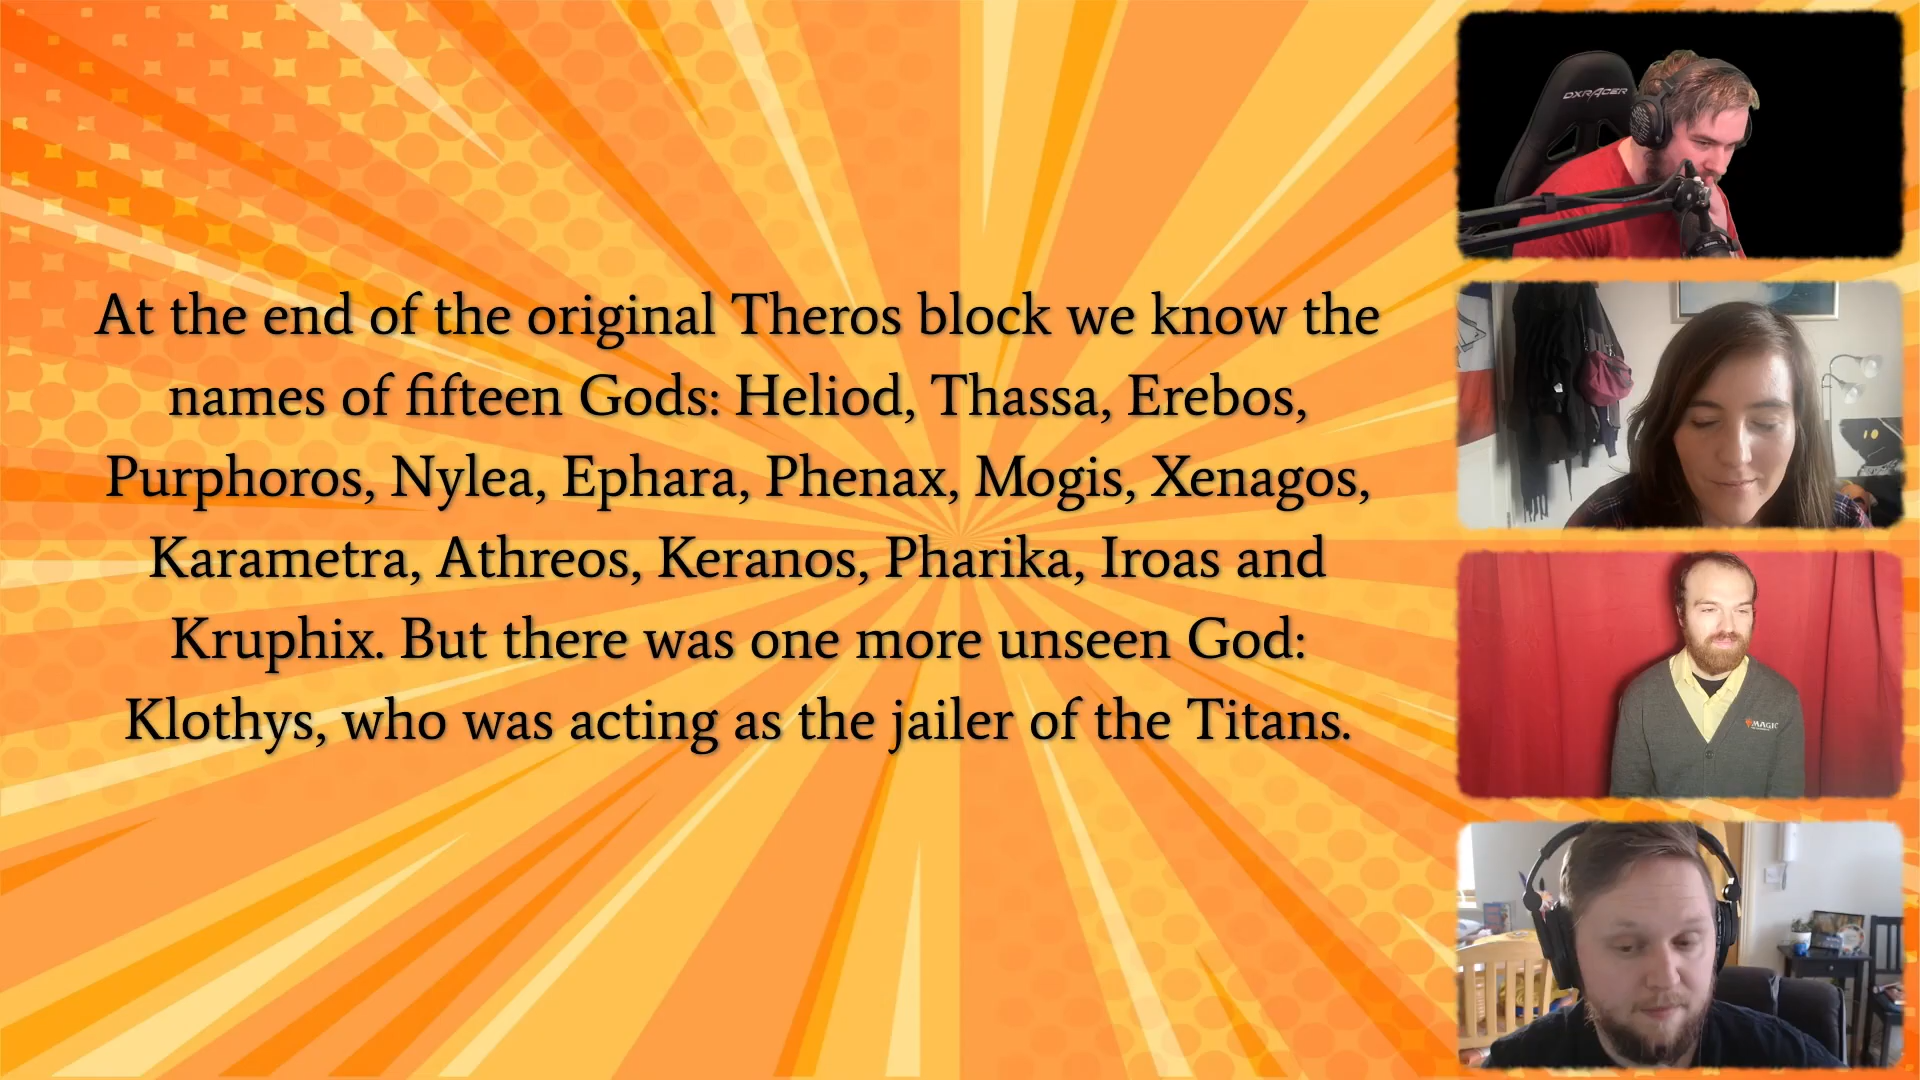 At the end of the original Theros block we know the
names of fifteen Gods: Heliod, Thassa, Erebos,
Purphoros, Nylea, Ephara, Phenax, Mogis, Xenagos,
Karametra, Athreos, Keranos, Pharika, Iroas and
Kruphix. But there was one more unseen God:
Klothys, who was acting as the jailer of the Titans.
DXRACER
MAGIC